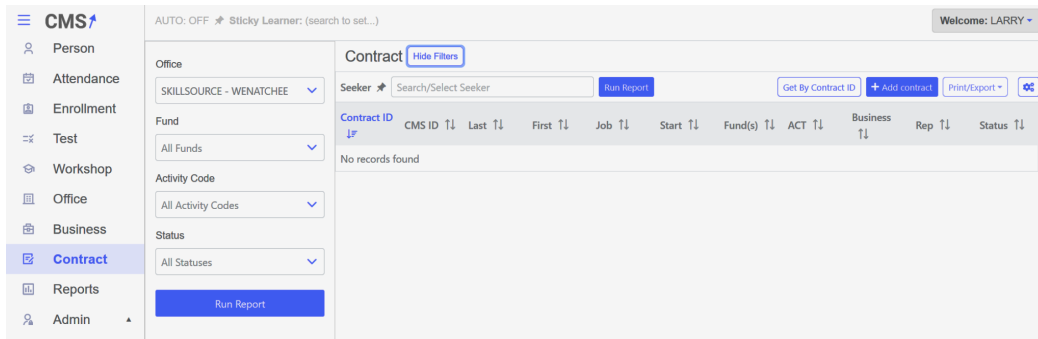 CMS
AUTO: OFF Sticky Learner: (search to set...)
Welcome: LARRY
Person
Attendance
Enrollment
Test
Workshop
Office
Business
Contract
Reports
Admin
Office
SKILLSOURCE - WENATCHEE
Fund
All Funds
Activity Code
All Activity Codes
Status
All Statuses
Run Report
Contract Hide Filters
Seeker Search/Select Seeker Run Report Get By Contract ID + Add contract Print/Export
Contract ID CMS ID Last First Job Start Fund(s) ACT Business Rep Status
No records found